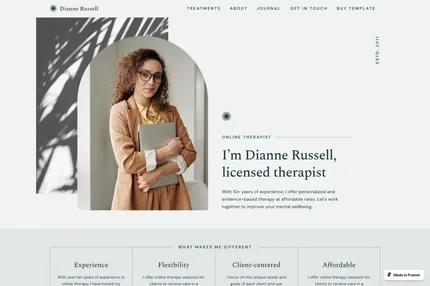 Dianne Russell
TREATMENTS ABOUT JOURNAL GET IN TOUCH BUY TEMPLATE
ESTD. 2011
ONLINE THERAPIST
I'm Dianne Russell,
licensed therapist
With 10+ years of experience, I offer personalized and
evidence-based therapy at affordable rates. Let's work
together to improve your mental wellbeing.
WHAT MAKES ME DIFFERENT
Experience Flexibility Client-centered Affordable
With over ten years of experience in I offer online therapy sessions for I focus on the unique needs and I offer online therapy sessions for
online therapy, I have honed my clients to receive care in a goals of each client and use clients to receive care in a
Made in Framer